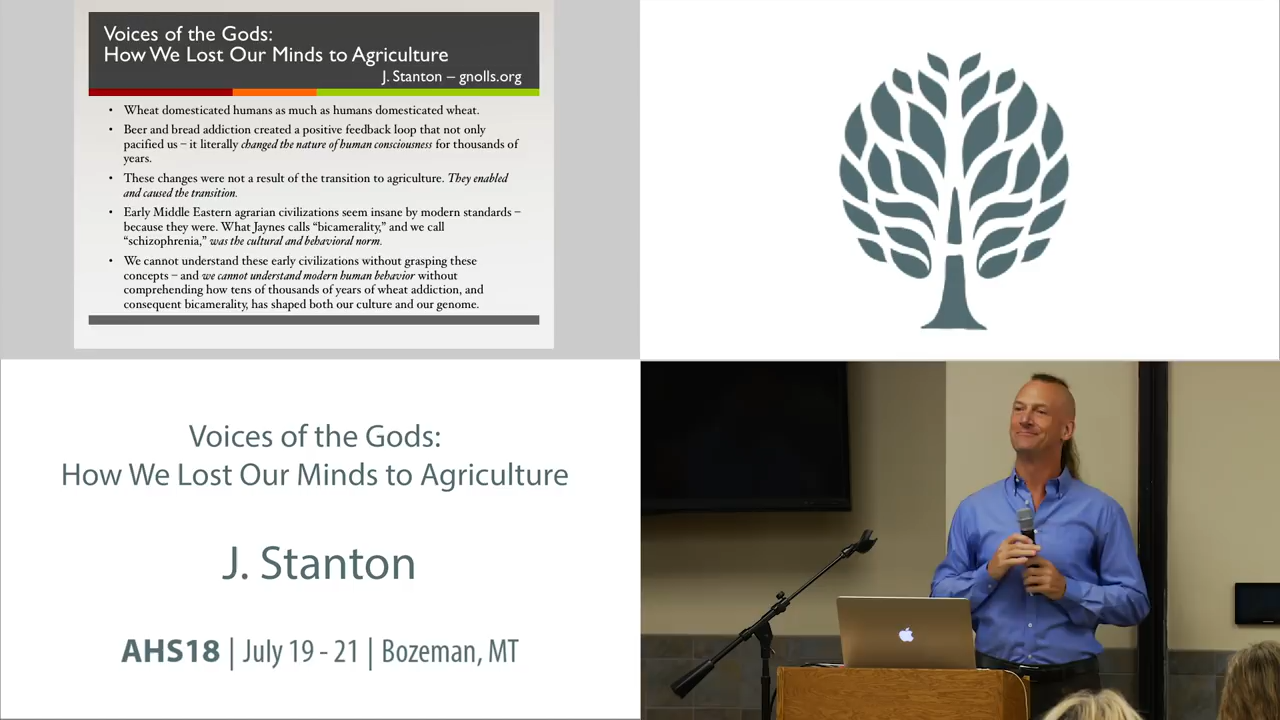 Voices of the Gods:
How We Lost Our Minds to Agriculture
J. Stanton – gnolls.org
• Wheat domesticated humans as much as humans domesticated wheat.
• Beer and bread addiction created a positive feedback loop that not only
pacified us – it literally changed the nature of human consciousness for thousands of
years.
• These changes were not a result of the transition to agriculture. They enabled
and caused the transition.
• Early Middle Eastern agrarian civilizations seem insane by modern standards –
because they were. What Jaynes calls “bicamerality,” and we call
“schizophrenia,” was the cultural and behavioral norm.
• We cannot understand these early civilizations without grasping these
concepts – and we cannot understand modern human behavior without
comprehending how tens of thousands of years of wheat addiction, and
consequent bicamerality, has shaped both our culture and our genome.
Voices of the Gods:
How We Lost Our Minds to Agriculture
J. Stanton
AHS18 | July 19 - 21 | Bozeman, MT